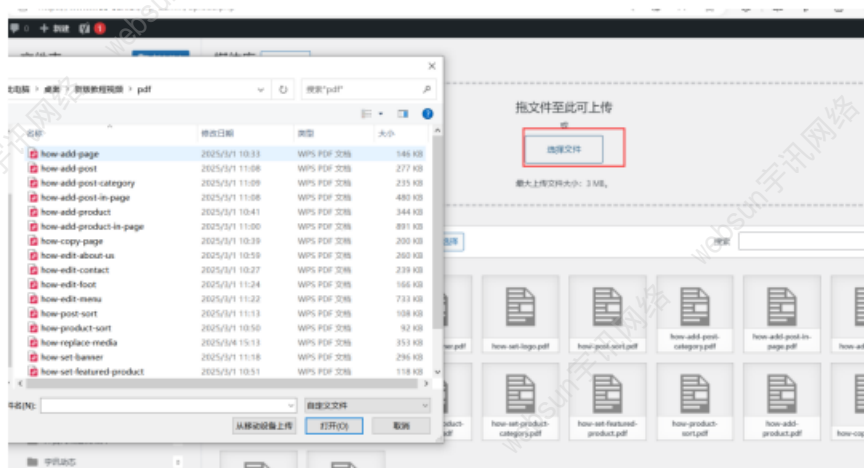 0 + 新建 1
此电脑 › 桌面 › 新版教程视频 › pdf
搜索"pdf"
名称 修改日期 类型 大小
how-add-page 2025/3/1 10:33 WPS PDF 文档 146 KB
how-add-post 2025/3/1 11:08 WPS PDF 文档 277 KB
how-add-post-category 2025/3/1 11:09 WPS PDF 文档 235 KB
how-add-post-in-page 2025/3/1 11:08 WPS PDF 文档 480 KB
how-add-product 2025/3/1 10:41 WPS PDF 文档 344 KB
how-add-product-in-page 2025/3/1 11:00 WPS PDF 文档 891 KB
how-copy-page 2025/3/1 10:39 WPS PDF 文档 200 KB
how-edit-about-us 2025/3/1 10:59 WPS PDF 文档 260 KB
how-edit-contact 2025/3/1 10:27 WPS PDF 文档 239 KB
how-edit-foot 2025/3/1 11:24 WPS PDF 文档 166 KB
how-edit-menu 2025/3/1 11:22 WPS PDF 文档 733 KB
how-post-sort 2025/3/1 11:13 WPS PDF 文档 108 KB
how-product-sort 2025/3/1 10:50 WPS PDF 文档 92 KB
how-replace-media 2025/3/4 15:13 WPS PDF 文档 353 KB
how-set-banner 2025/3/1 11:18 WPS PDF 文档 296 KB
how-set-featured-product 2025/3/1 10:51 WPS PDF 文档 118 KB
件名(N): 自定义文件
从移动设备上传 打开(O) 取消
拖文件至此可上传
或
选择文件
最大上传文件大小：3 MB。
选择
搜索
how-set-logo.pdf
how-post-sort.pdf
how-add-post-category.pdf
how-add-post-in-page.pdf
how-set-product-category.pdf
how-set-featured-product.pdf
how-product-sort.pdf
how-add-product.pdf
宇讯动态
websun宇讯网络